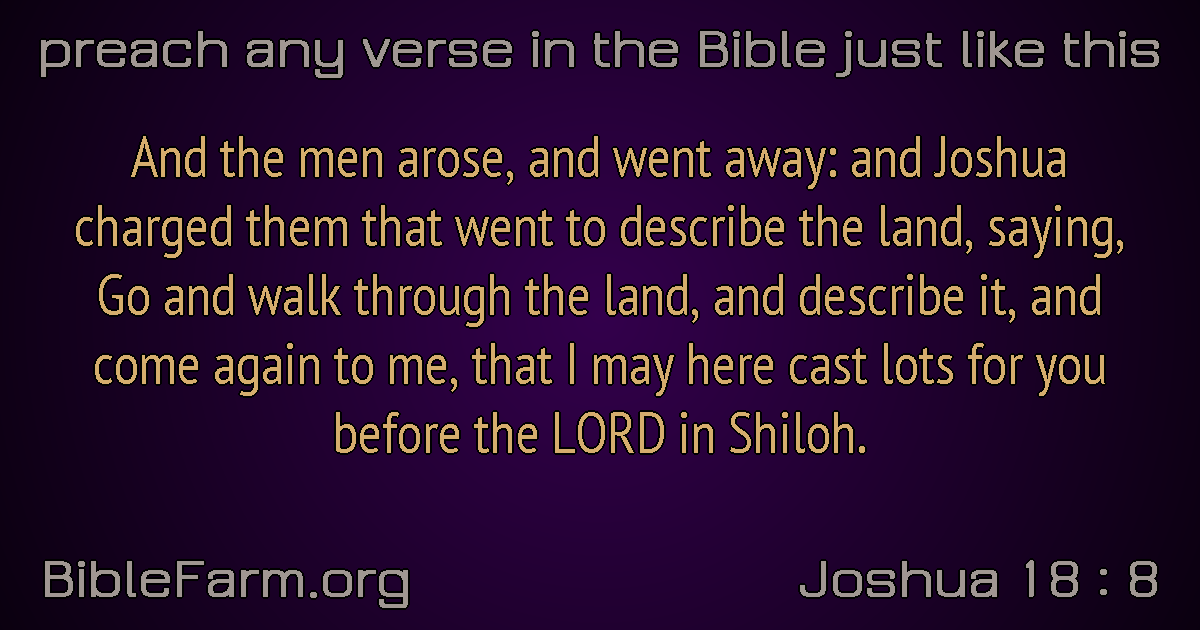 preach any verse in the Bible just like this
And the men arose, and went away: and Joshua
charged them that went to describe the land, saying,
Go and walk through the land, and describe it, and
come again to me, that I may here cast lots for you
before the LORD in Shiloh.
BibleFarm.org
Joshua 18 : 8